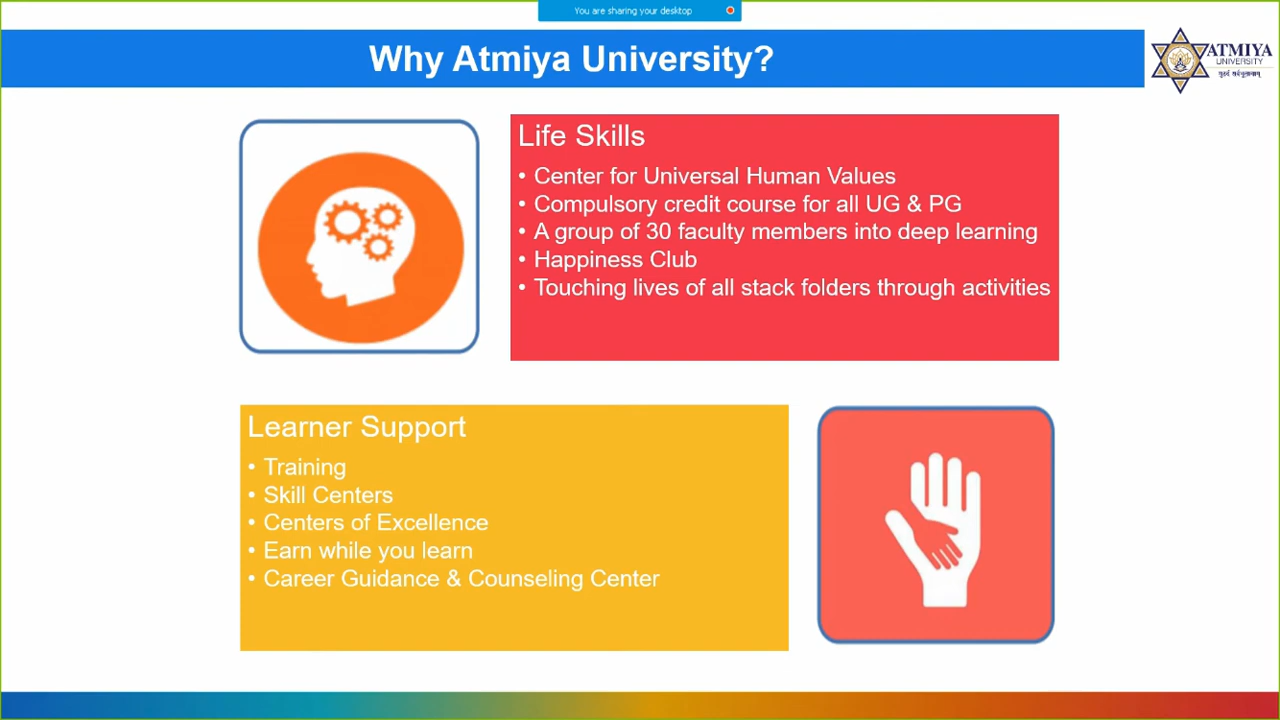 You are sharing your desktop
Why Atmiya University?
ATMIYA
UNIVERSITY
सुहृदं सर्वभूतानाम्
Life Skills
• Center for Universal Human Values
• Compulsory credit course for all UG & PG
• A group of 30 faculty members into deep learning
• Happiness Club
• Touching lives of all stack folders through activities
Learner Support
• Training
• Skill Centers
• Centers of Excellence
• Earn while you learn
• Career Guidance & Counseling Center